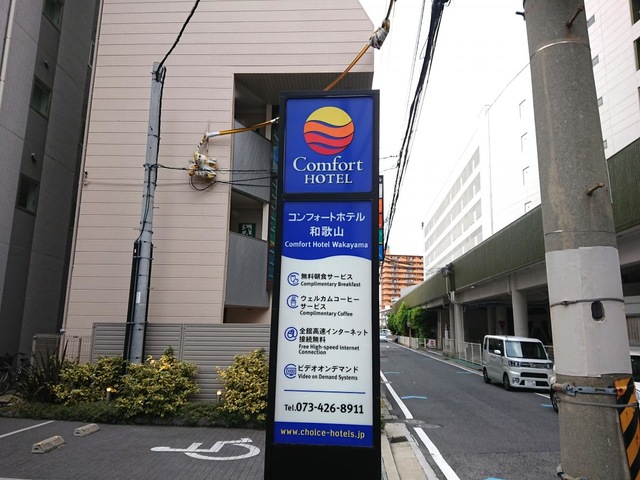 Comfort
HOTEL
コンフォートホテル
和歌山
Comfort Hotel Wakayama
無料朝食サービス
Complimentary Breakfast
ウェルカムコーヒー
サービス
Complimentary Coffee
全館高速インターネット
接続無料
Free High-speed Internet
Connection
ビデオオンデマンド
Video on Demand Systems
Tel.073-426-8911
www.choice-hotels.jp